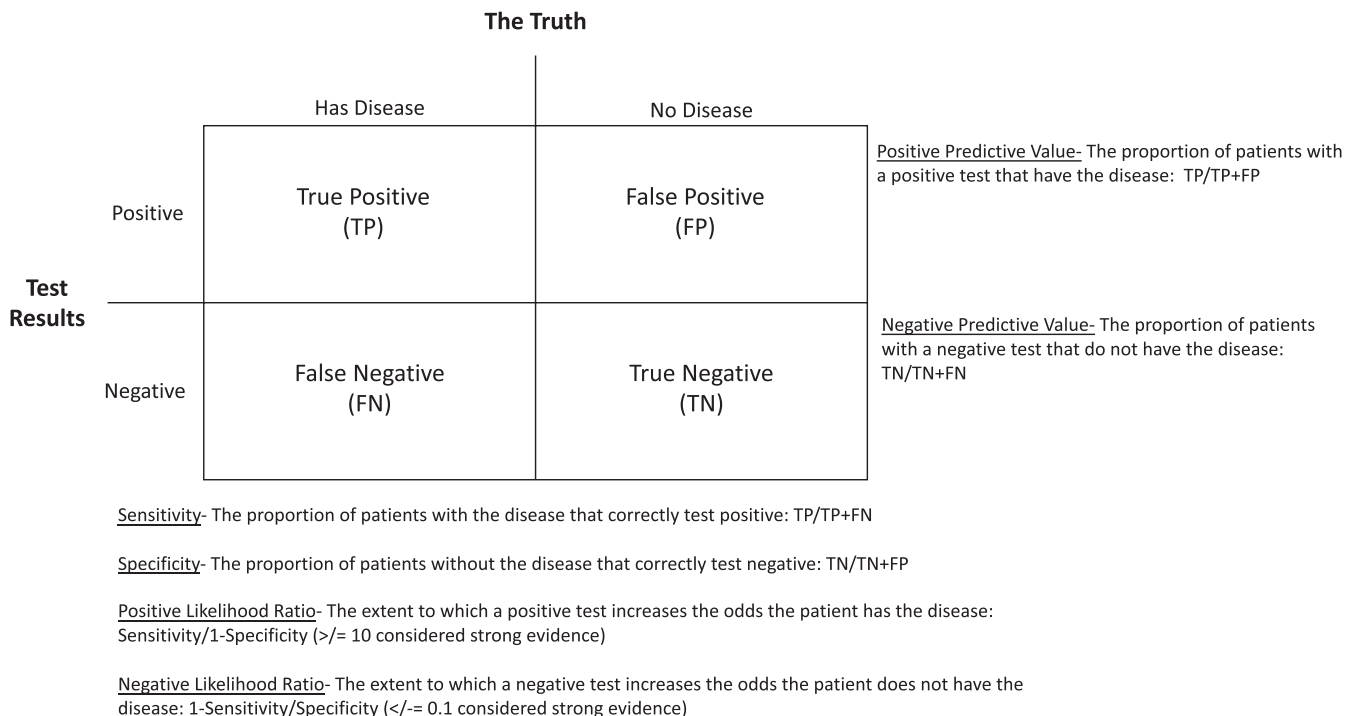 The Truth
Has Disease
No Disease
Positive Predictive Value- The proportion of patients with
a positive test that have the disease: TP/TP+FP
Positive
True Positive
(TP)
False Positive
(FP)
Test
Results
Negative Predictive Value- The proportion of patients
with a negative test that do not have the disease:
TN/TN+FN
Negative
False Negative
(FN)
True Negative
(TN)
Sensitivity- The proportion of patients with the disease that correctly test positive: TP/TP+FN
Specificity- The proportion of patients without the disease that correctly test negative: TN/TN+FP
Positive Likelihood Ratio- The extent to which a positive test increases the odds the patient has the disease:
Sensitivity/1-Specificity (>/= 10 considered strong evidence)
Negative Likelihood Ratio- The extent to which a negative test increases the odds the patient does not have the
disease: 1-Sensitivity/Specificity (</-= 0.1 considered strong evidence)